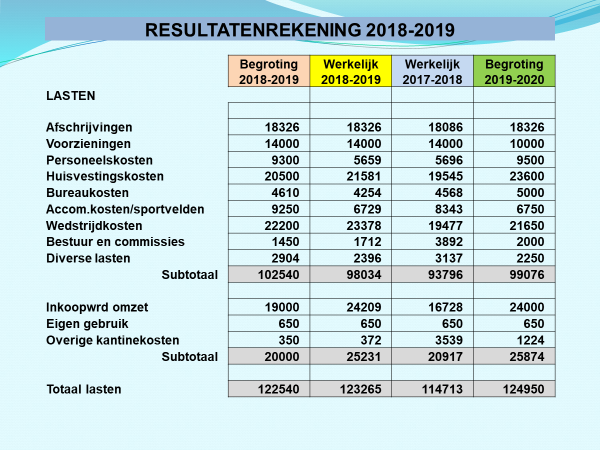 RESULTATENREKENING 2018-2019
Begroting Werkelijk Werkelijk Begroting
2018-2019 2018-2019 2017-2018 2019-2020
LASTEN
Afschrijvingen 18326 18326 18086 18326
Voorzieningen 14000 14000 14000 10000
Personeelskosten 9300 5659 5696 9500
Huisvestingskosten 20500 21581 19545 23600
Bureaukosten 4610 4254 4568 5000
Accom.kosten/sportvelden 9250 6729 8343 6750
Wedstrijdkosten 22200 23378 19477 21650
Bestuur en commissies 1450 1712 3892 2000
Diverse lasten 2904 2396 3137 2250
Subtotaal 102540 98034 93796 99076
Inkoopwrd omzet 19000 24209 16728 24000
Eigen gebruik 650 650 650 650
Overige kantinekosten 350 372 3539 1224
Subtotaal 20000 25231 20917 25874
Totaal lasten 122540 123265 114713 124950